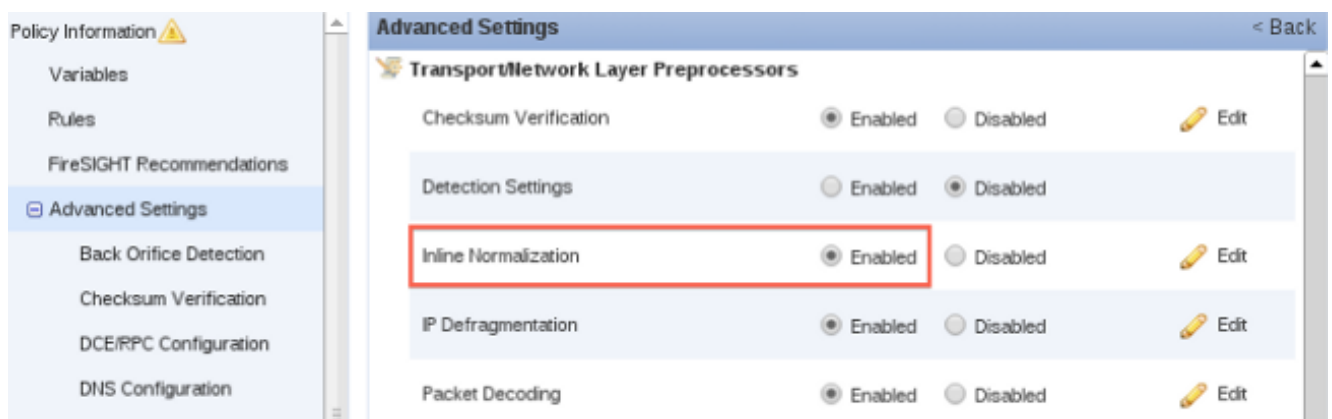 Policy Information
Variables
Rules
FireSIGHT Recommendations
Advanced Settings
Back Orifice Detection
Checksum Verification
DCE/RPC Configuration
DNS Configuration
Advanced Settings < Back
Transport/Network Layer Preprocessors
Checksum Verification Enabled Disabled Edit
Detection Settings Enabled Disabled
Inline Normalization Enabled Disabled Edit
IP Defragmentation Enabled Disabled Edit
Packet Decoding Enabled Disabled Edit